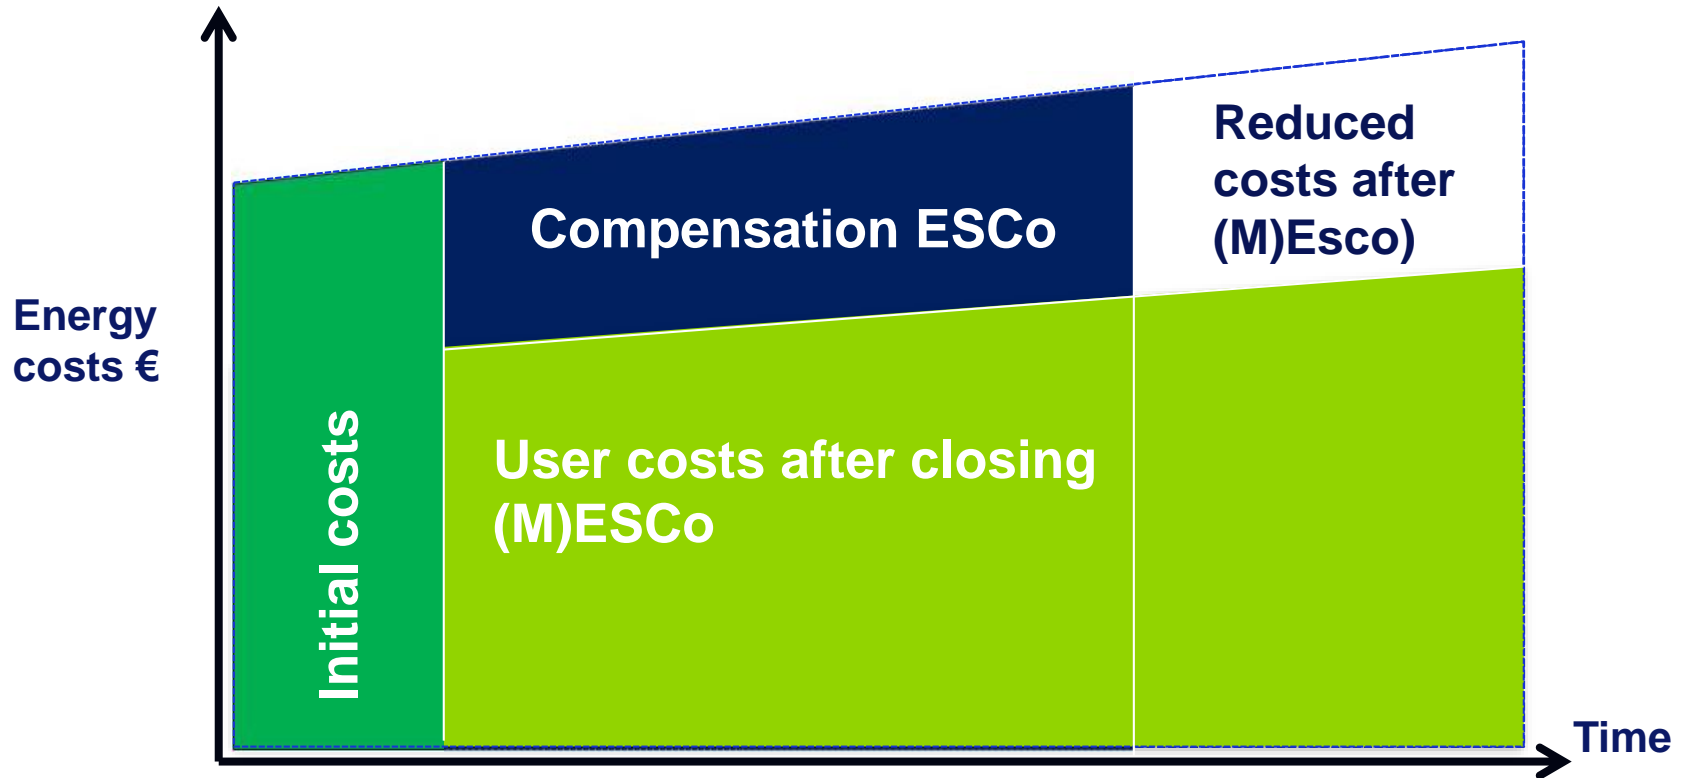 Energy
costs €
Initial costs
Compensation ESCo
User costs after closing
(M)ESCo
Reduced
costs after
(M)Esco)
Time